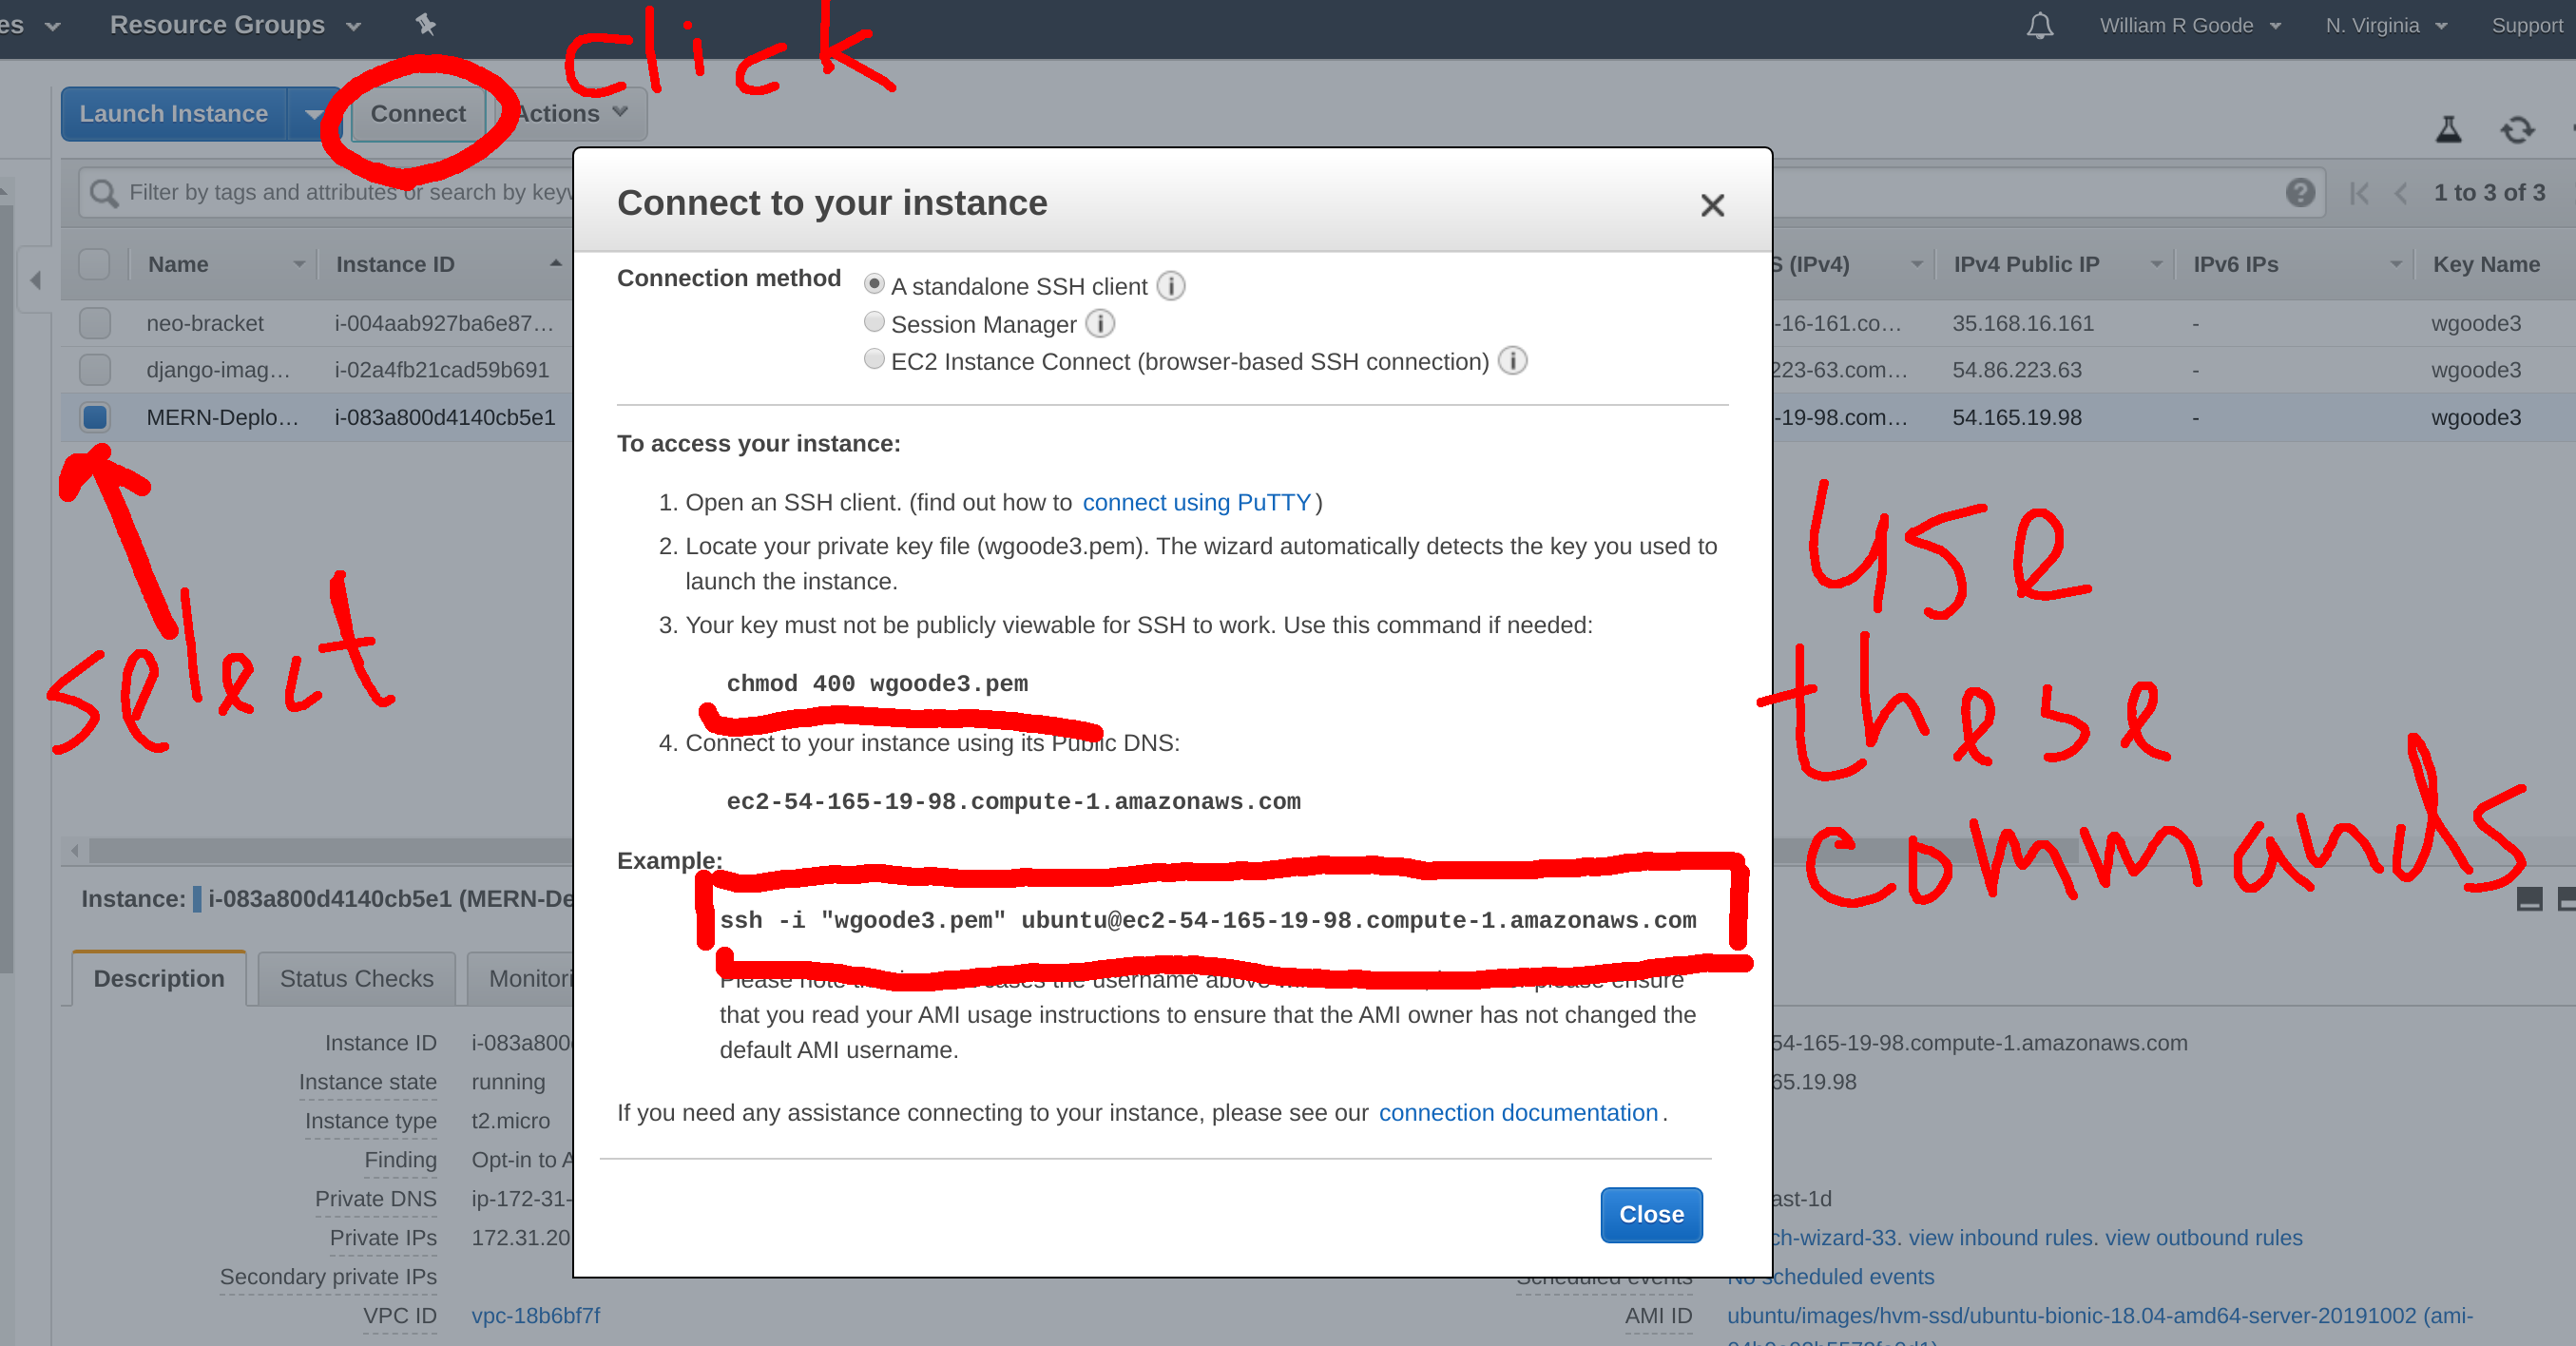 es Resource Groups William R Goode N. Virginia Support
click
Launch Instance Connect Actions
Filter by tags and attributes or search by keyw 1 to 3 of 3
Name Instance ID S (IPv4) IPv4 Public IP IPv6 IPs Key Name
neo-bracket i-004aab927ba6e87... -16-161.co... 35.168.16.161 - wgoode3
django-imag... i-02a4fb21cad59b691 223-63.com... 54.86.223.63 - wgoode3
MERN-Deplo... i-083a800d4140cb5e1 -19-98.com... 54.165.19.98 - wgoode3
select
Connect to your instance
Connection method
A standalone SSH client
Session Manager
EC2 Instance Connect (browser-based SSH connection)
To access your instance:
1. Open an SSH client. (find out how to connect using PuTTY)
2. Locate your private key file (wgoode3.pem). The wizard automatically detects the key you used to
launch the instance.
3. Your key must not be publicly viewable for SSH to work. Use this command if needed:
chmod 400 wgoode3.pem
4. Connect to your instance using its Public DNS:
ec2-54-165-19-98.compute-1.amazonaws.com
Example:
ssh -i "wgoode3.pem" ubuntu@ec2-54-165-19-98.compute-1.amazonaws.com
Please note cases the username above please ensure
that you read your AMI usage instructions to ensure that the AMI owner has not changed the
default AMI username.
If you need any assistance connecting to your instance, please see our connection documentation.
Close
use
these
commands
Instance: i-083a800d4140cb5e1 (MERN-De
Description Status Checks Monitori
Instance ID i-083a800 54-165-19-98.compute-1.amazonaws.com
Instance state running 65.19.98
Instance type t2.micro
Finding Opt-in to A
Private DNS ip-172-31- ast-1d
Private IPs 172.31.20 ch-wizard-33. view inbound rules. view outbound rules
Secondary private IPs Scheduled events No scheduled events
VPC ID vpc-18b6bf7f AMI ID ubuntu/images/hvm-ssd/ubuntu-bionic-18.04-amd64-server-20191002 (ami-